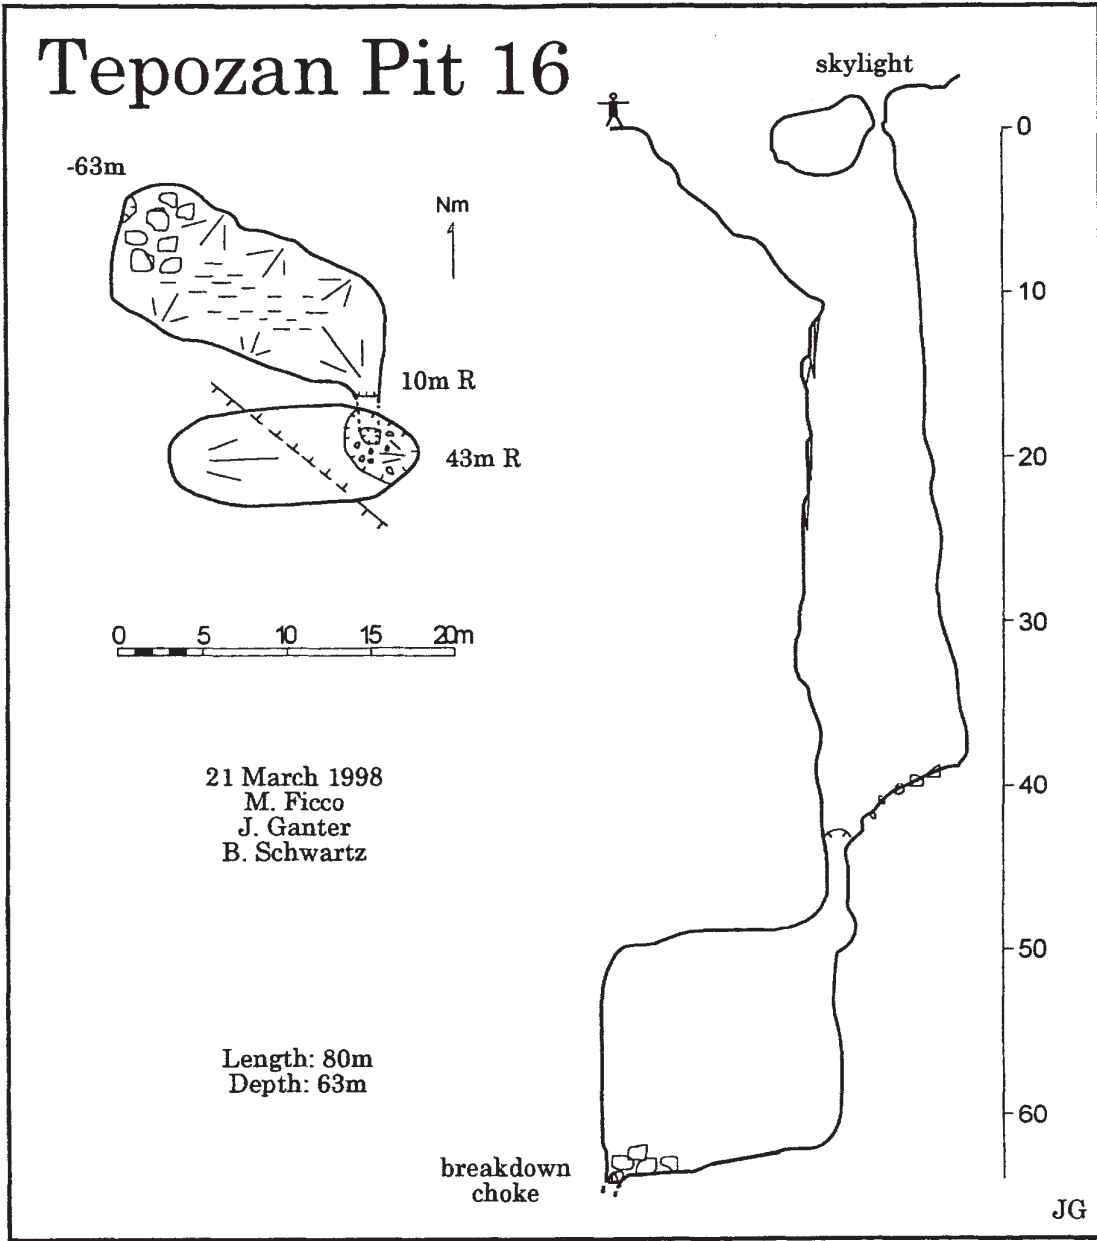 Tepozan Pit 16
skylight
-63m
Nm
10m R
43m R
0 5 10 15 20m
21 March 1998
M. Ficco
J. Ganter
B. Schwartz
Length: 80m
Depth: 63m
breakdown
choke
0
10
20
30
40
50
60
JG